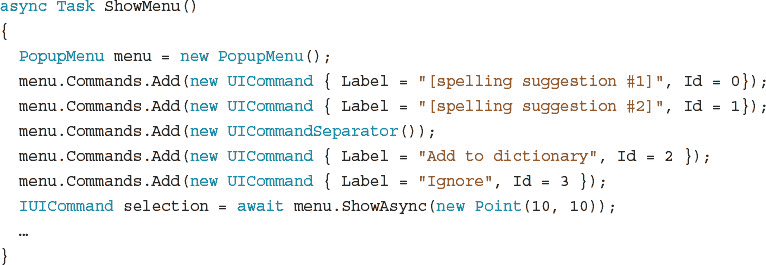 async Task ShowMenu()
{
  PopupMenu menu = new PopupMenu();
  menu.Commands.Add(new UICommand { Label = "[spelling suggestion #1]", Id = 0});
  menu.Commands.Add(new UICommand { Label = "[spelling suggestion #2]", Id = 1});
  menu.Commands.Add(new UICommandSeparator());
  menu.Commands.Add(new UICommand { Label = "Add to dictionary", Id = 2 });
  menu.Commands.Add(new UICommand { Label = "Ignore", Id = 3 });
  IUICommand selection = await menu.ShowAsync(new Point(10, 10));
  …
}